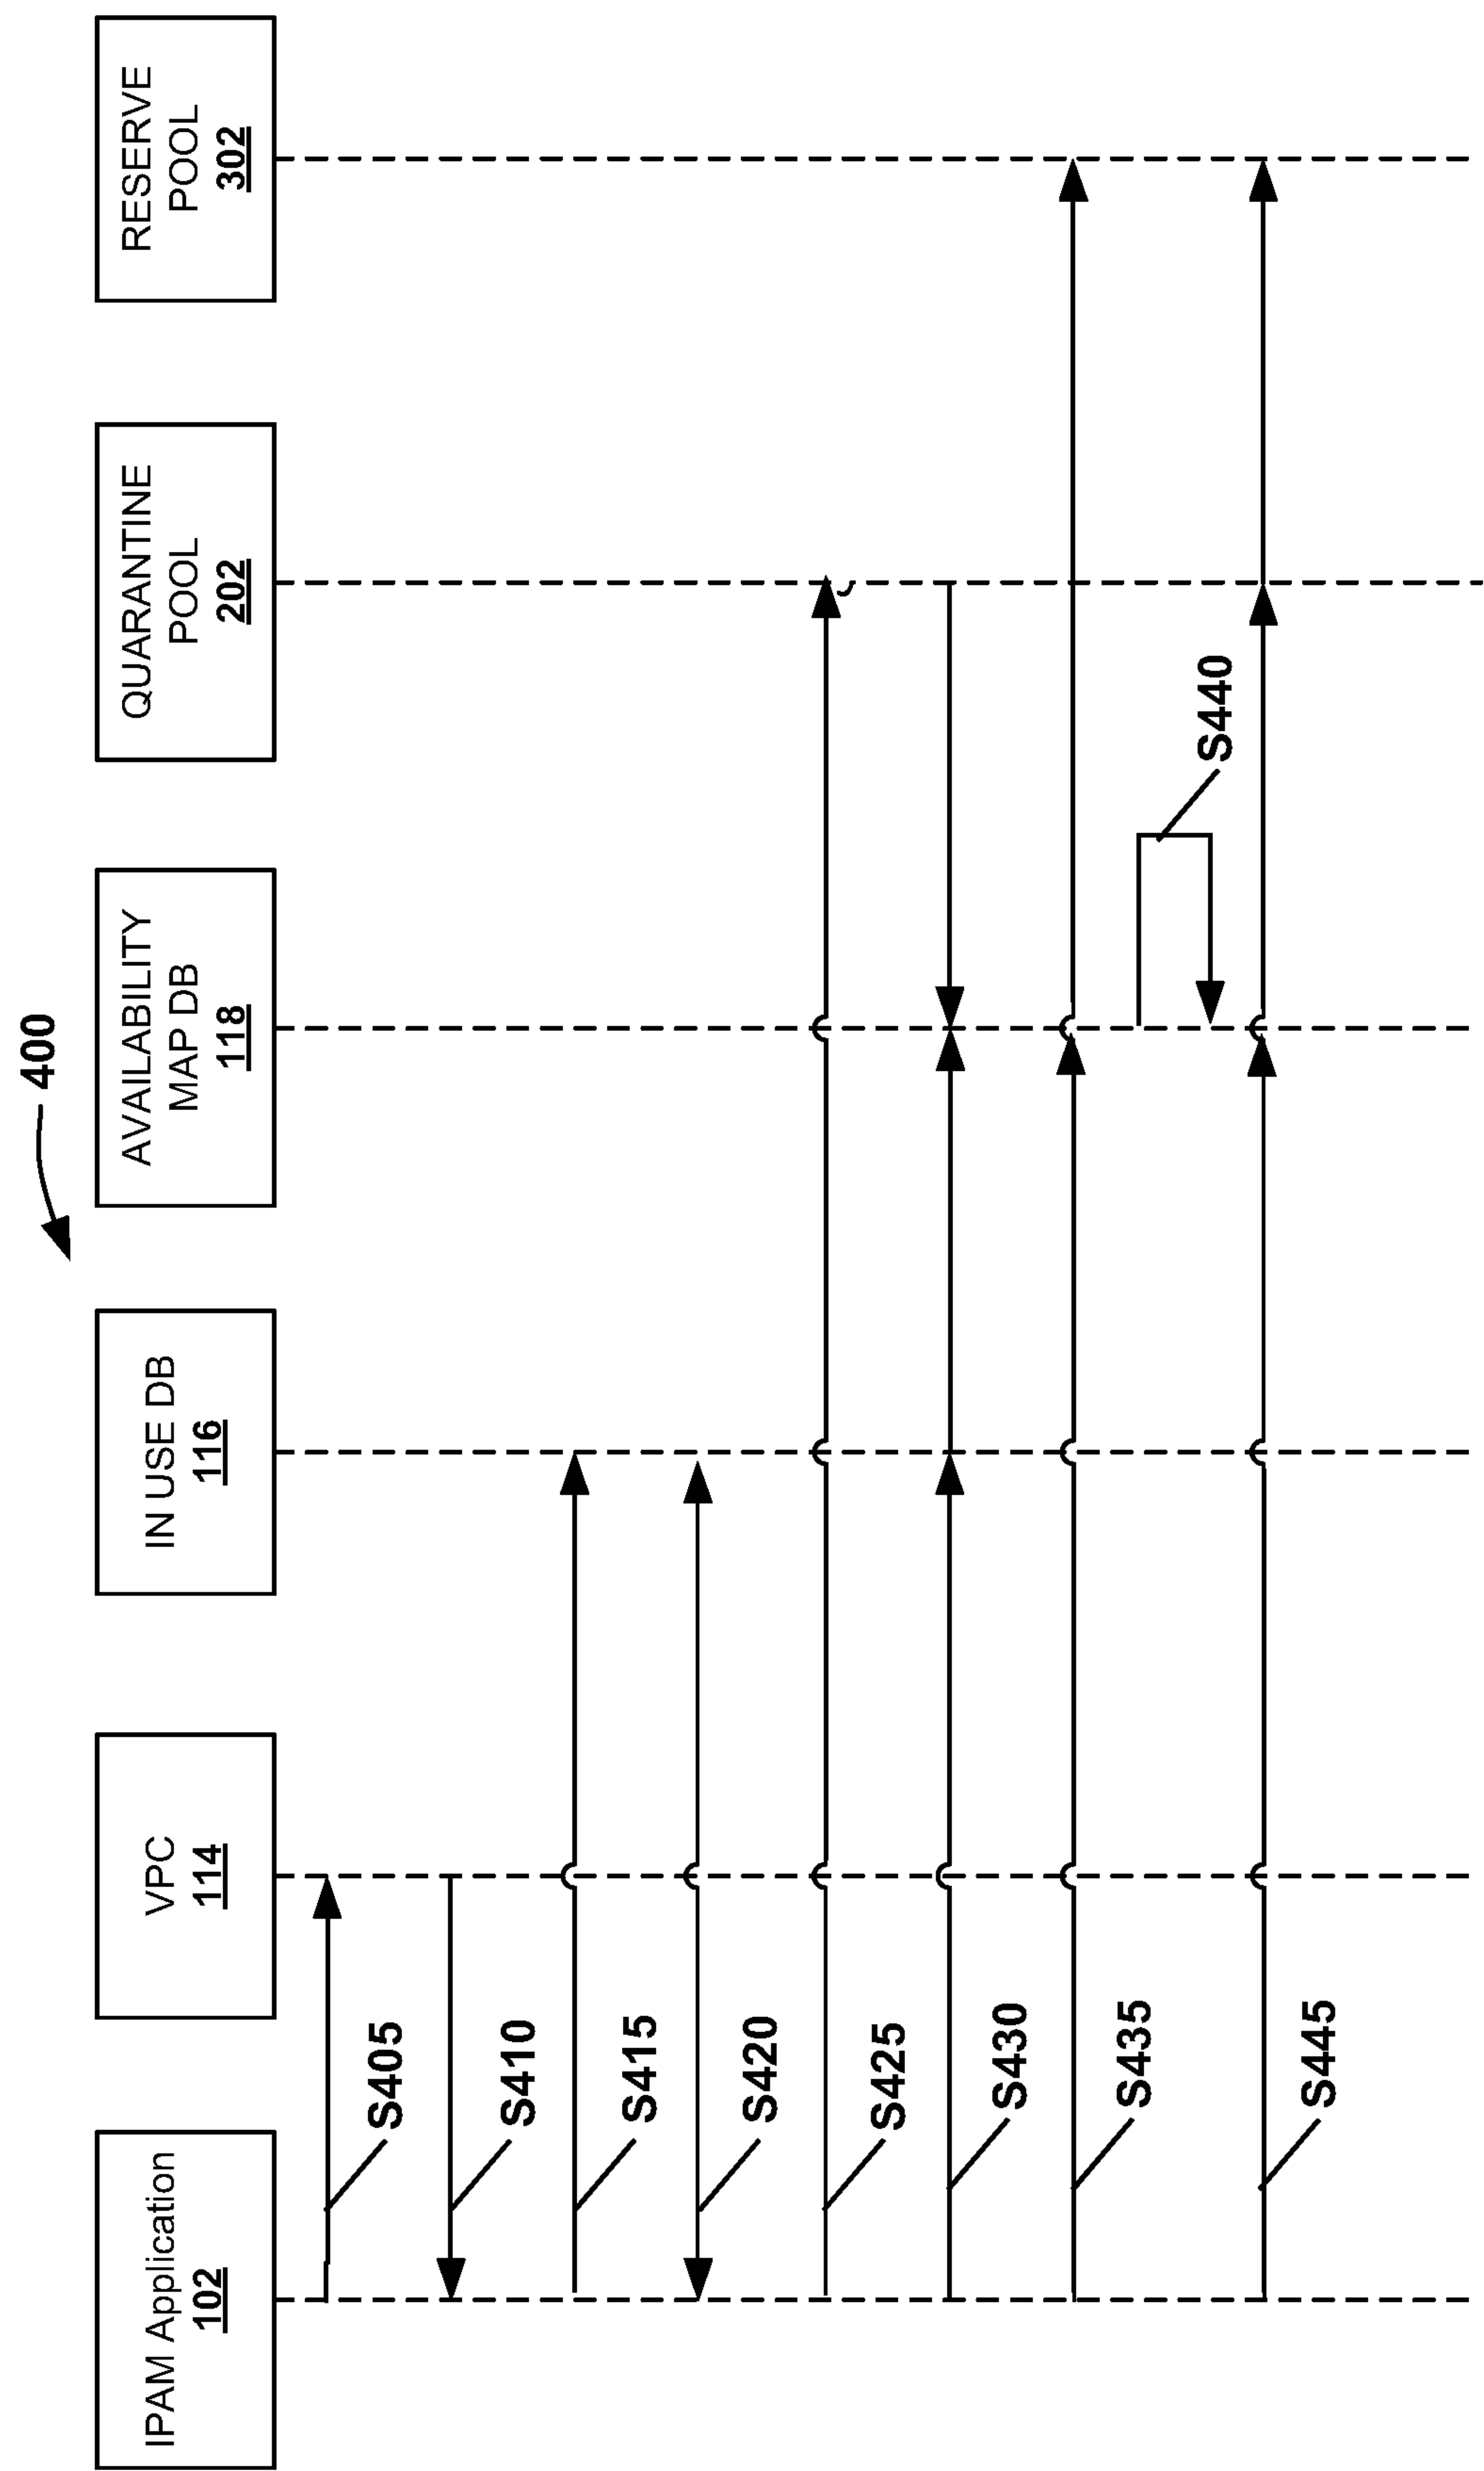 400
IPAM Application
102
VPC
114
IN USE DB
116
AVAILABILITY
MAP DB
118
QUARANTINE
POOL
202
RESERVE
POOL
302
S405
S410
S415
S420
S425
S430
S435
S440
S445